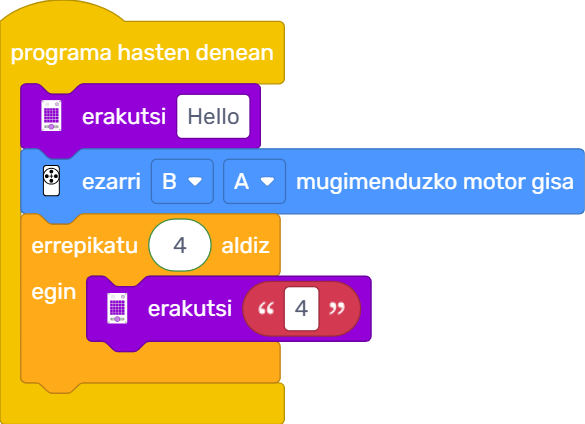 programa hasten denean
erakutsi Hello
ezarri B A mugimenduzko motor gisa
errepikatu 4 aldiz
egin
erakutsi “ 4 ”